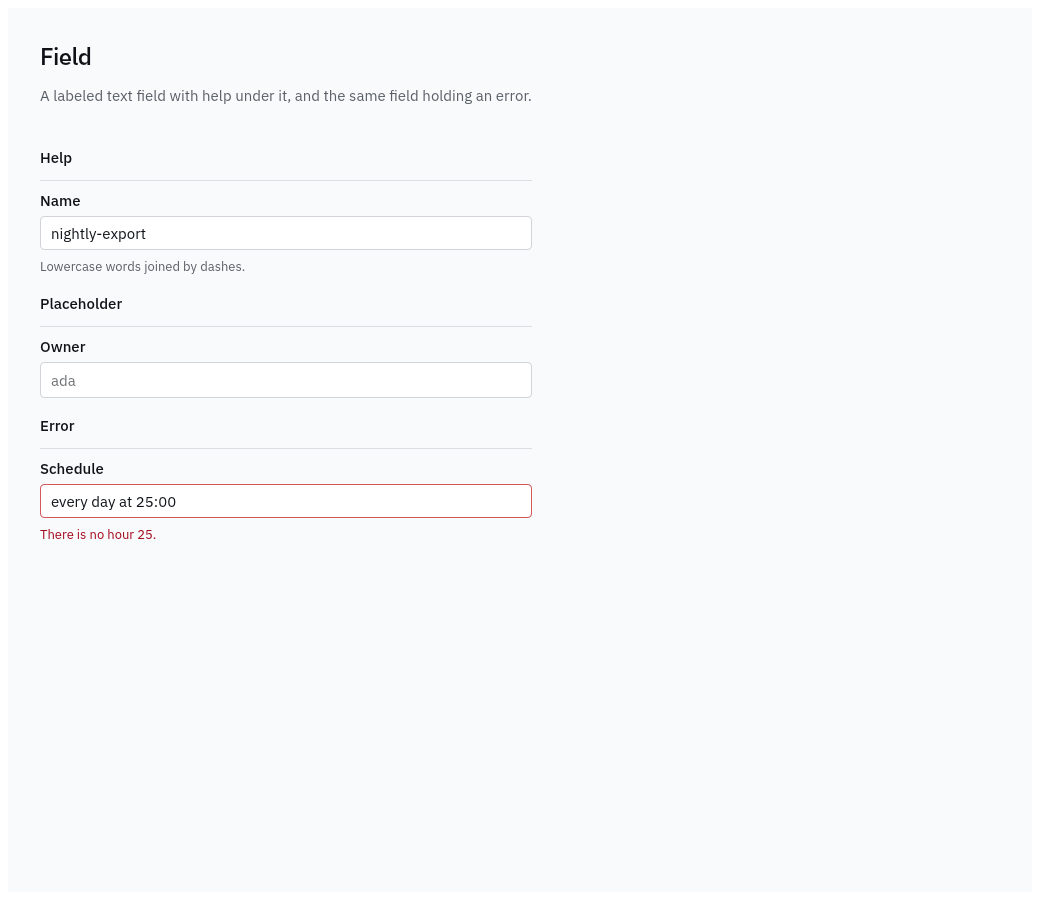 Field
A labeled text field with help under it, and the same field holding an error.
Help
Name
nightly-export
Lowercase words joined by dashes.
Placeholder
Owner
ada
Error
Schedule
every day at 25:00
There is no hour 25.